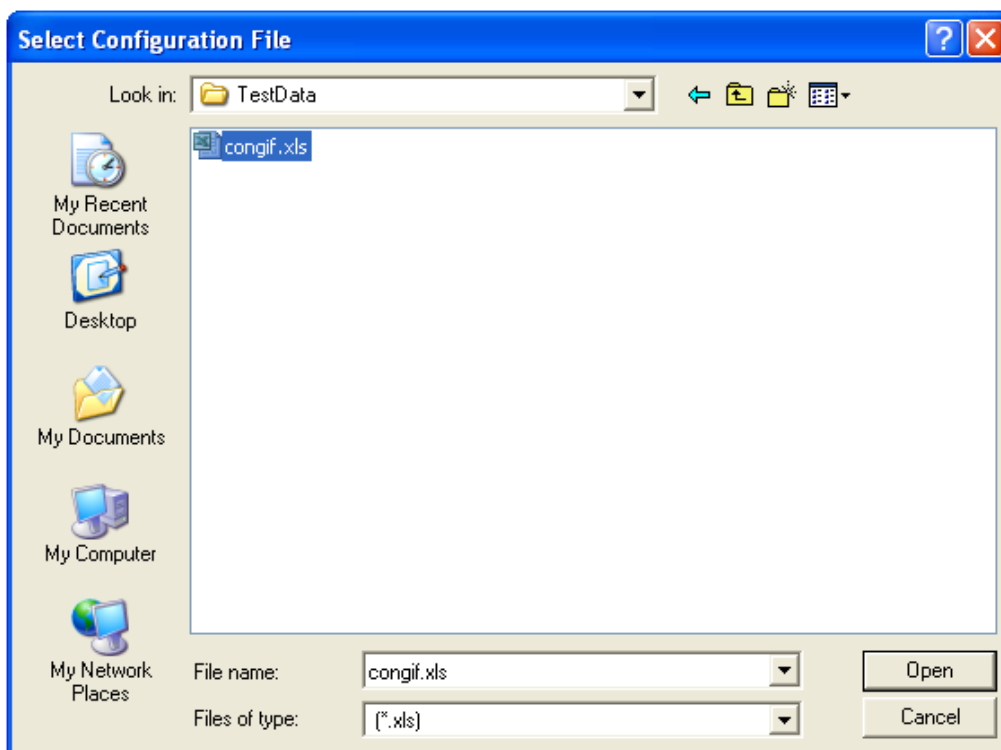 Select Configuration File
Look in: TestData
congif.xls
My Recent
Documents
Desktop
My Documents
My Computer
My Network
Places
File name: congif.xls Open
Files of type: (*.xls) Cancel